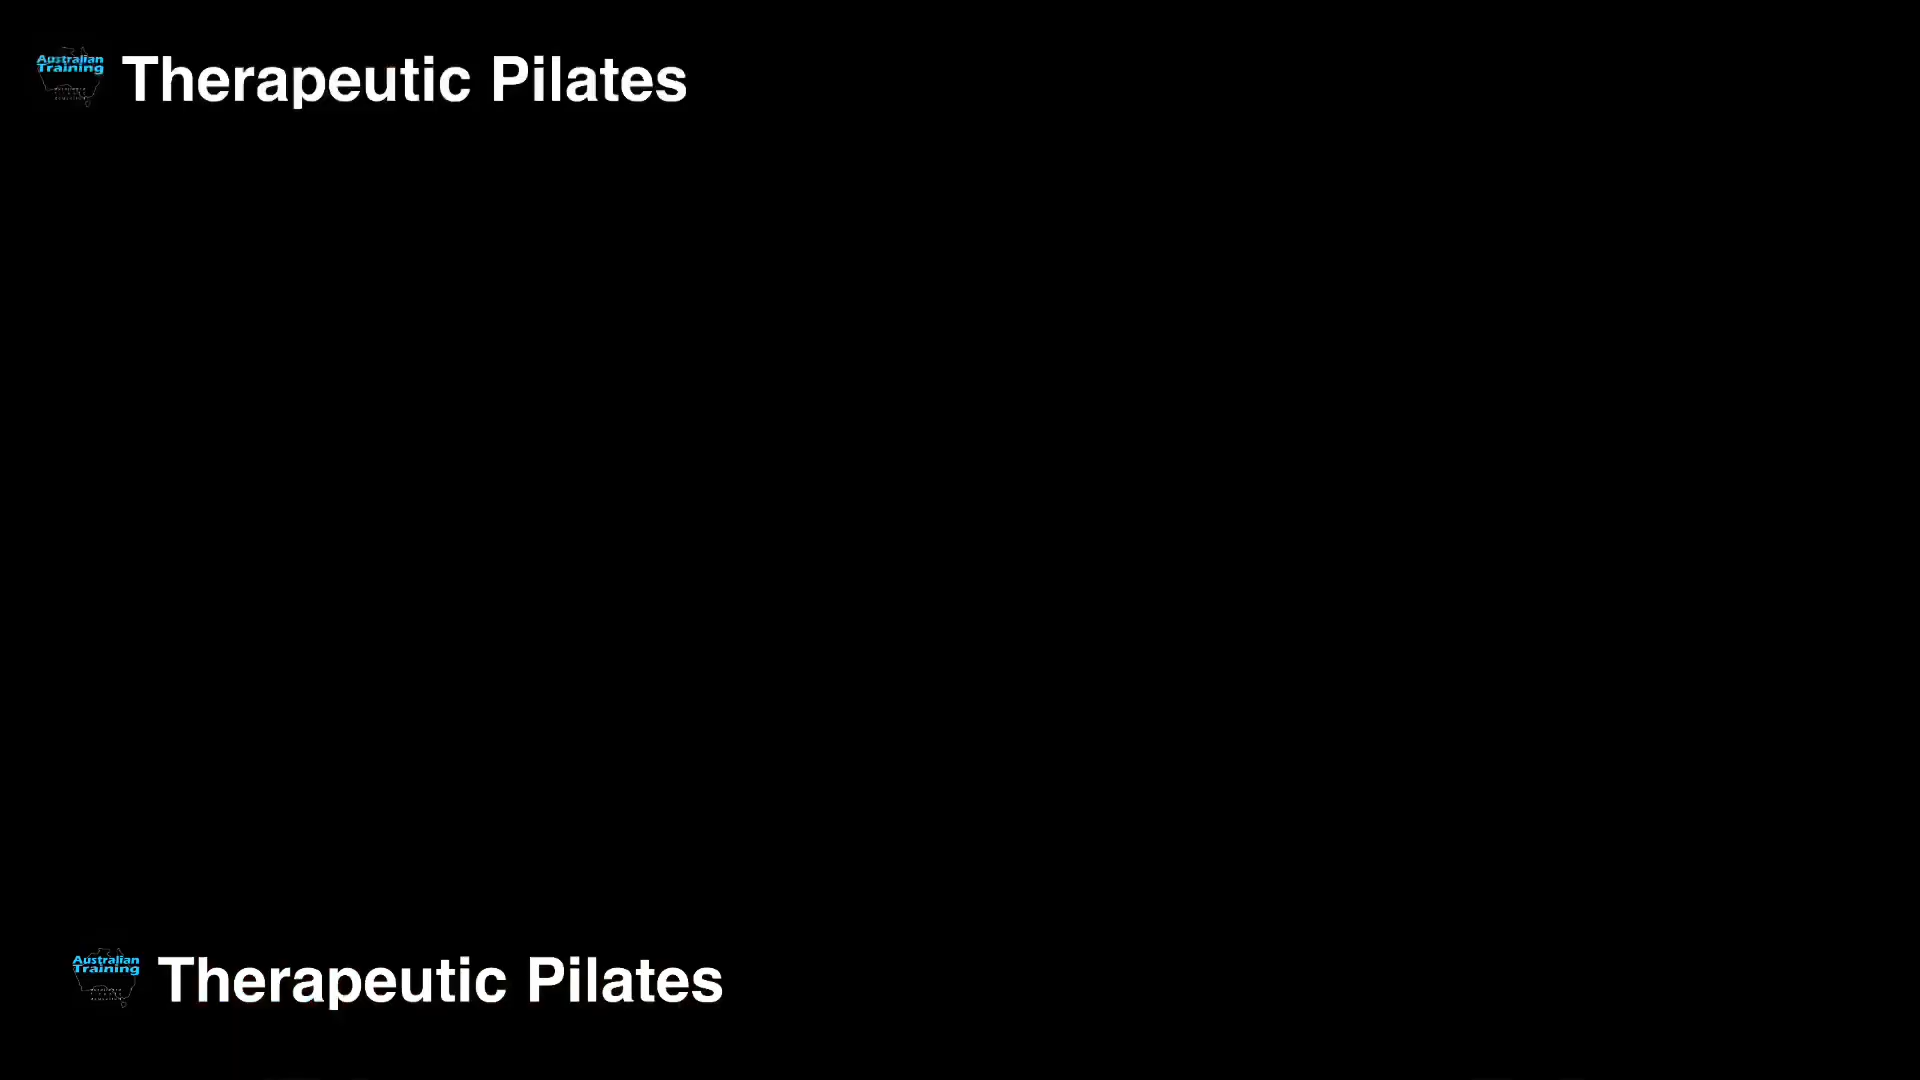 Australian
Training
Therapeutic Pilates
Australian
Training
Therapeutic Pilates